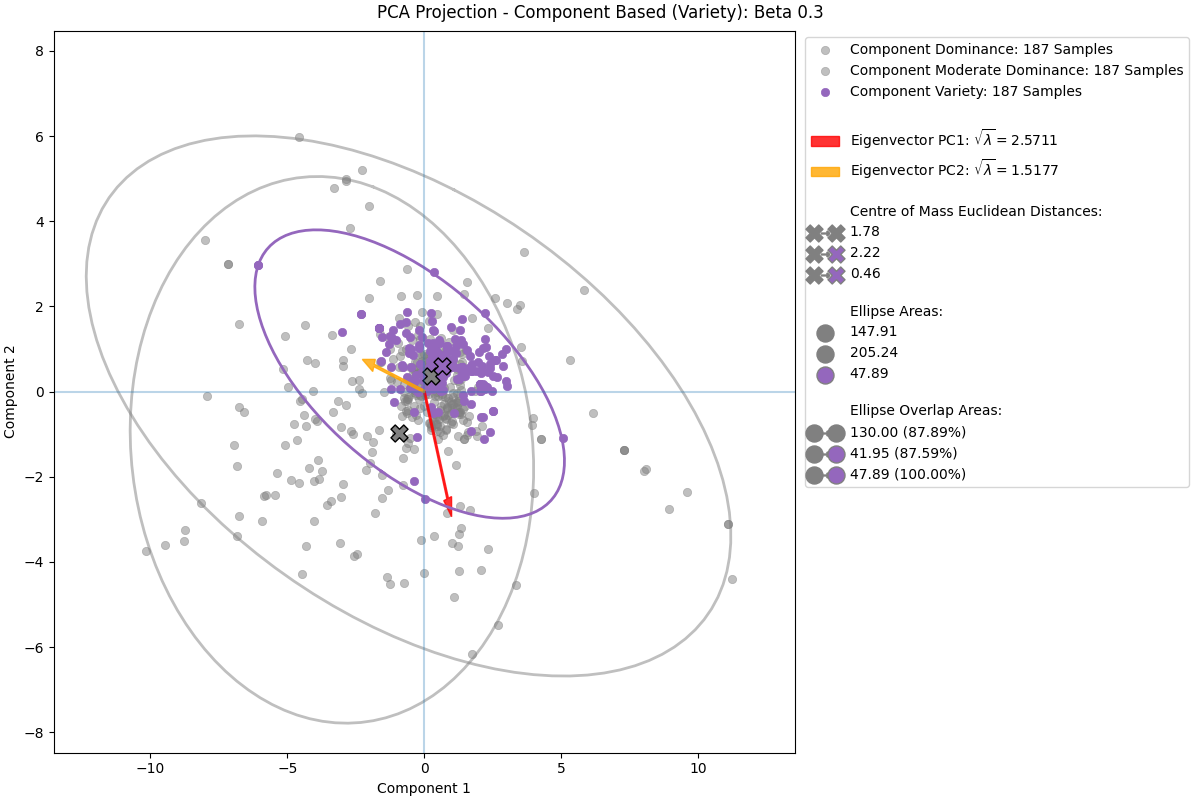 PCA Projection - Component Based (Variety): Beta 0.3
Component Dominance: 187 Samples
Component Moderate Dominance: 187 Samples
Component Variety: 187 Samples
Eigenvector PC1: √λ = 2.5711
Eigenvector PC2: √λ = 1.5177
Centre of Mass Euclidean Distances:
1.78
2.22
0.46
Ellipse Areas:
147.91
205.24
47.89
Ellipse Overlap Areas:
130.00 (87.89%)
41.95 (87.59%)
47.89 (100.00%)
Component 2
8
6
4
2
0
−2
−4
−6
−8
−10
−5
0
5
10
Component 1